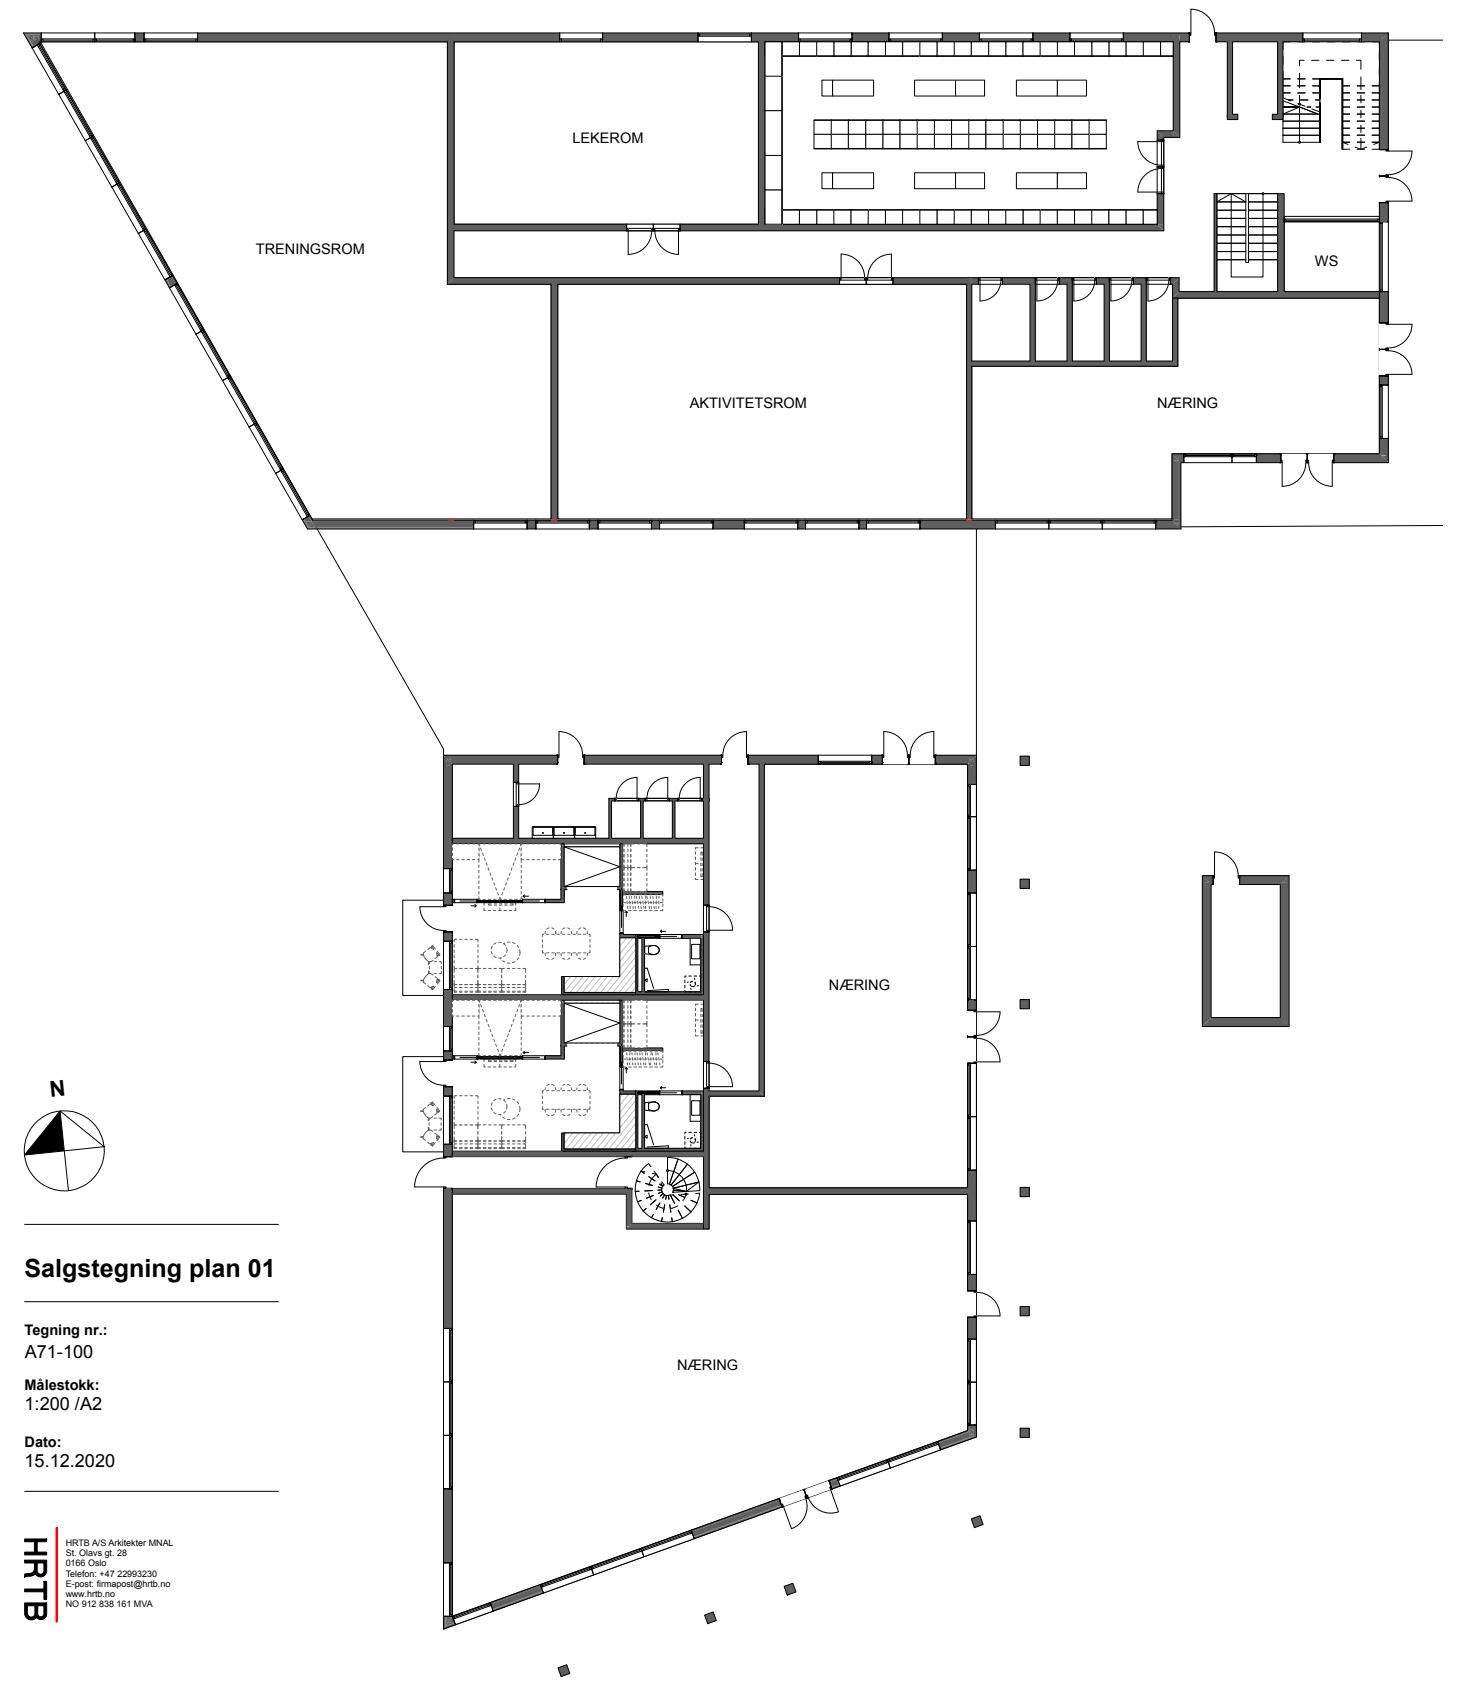 LEKEROM
TRENINGSROM
WS
AKTIVITETSROM
NÆRING
NÆRING
N
Salgstegning plan 01
NÆRING
Tegning nr.:
A71-100
Målestokk:
1:200 /A2
Dato:
15.12.2020
HRTB
HRTB A/S Arkitekter MNAL
St. Olavs gt. 28
0166 Oslo
Telefon: +47 22993230
E-post: firmapost@hrtb.no
www.hrtb.no
NO 912 838 161 MVA